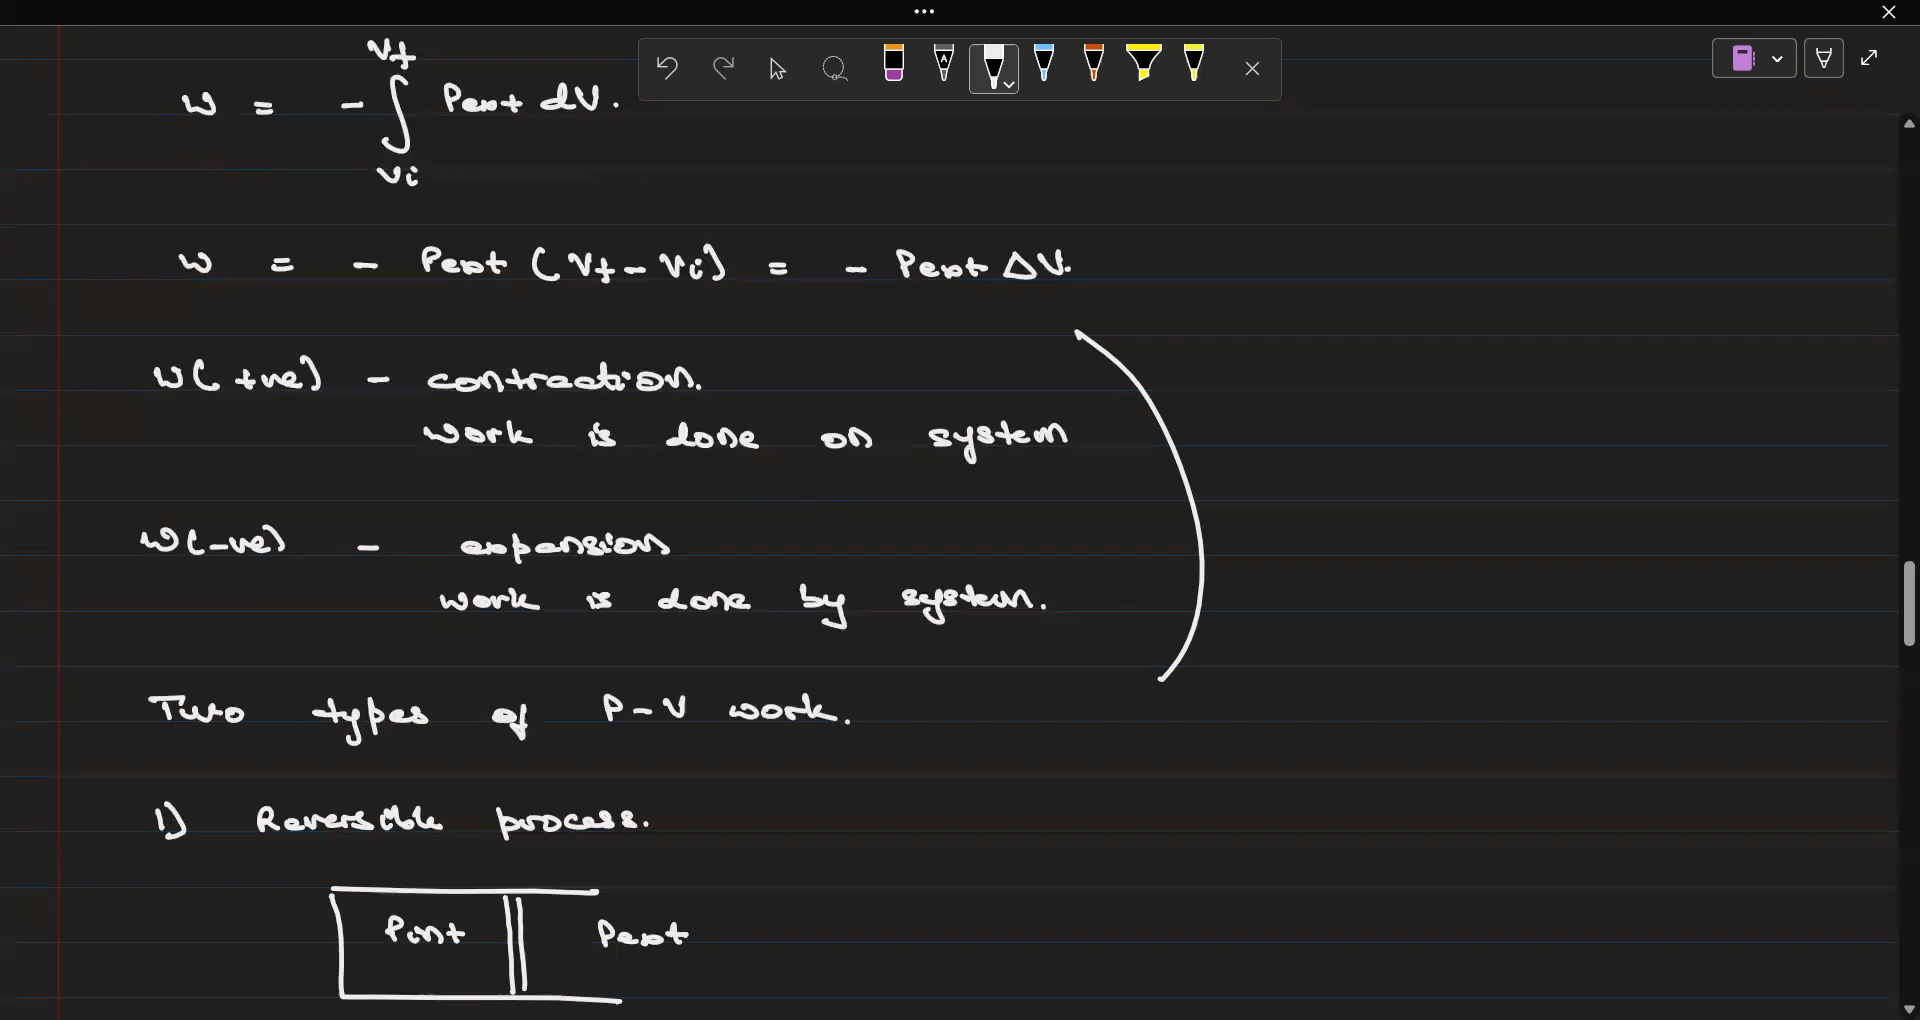 w = - ∫ Pext dV.
Vf
Vi
w = - Pext (Vf - Vi) = - Pext ΔV.
w(+ve) - contraction.
work is done on system
w(-ve) - expansion
work is done by system.
Two types of P-V work.
1) Reversible process.
Pint Pext